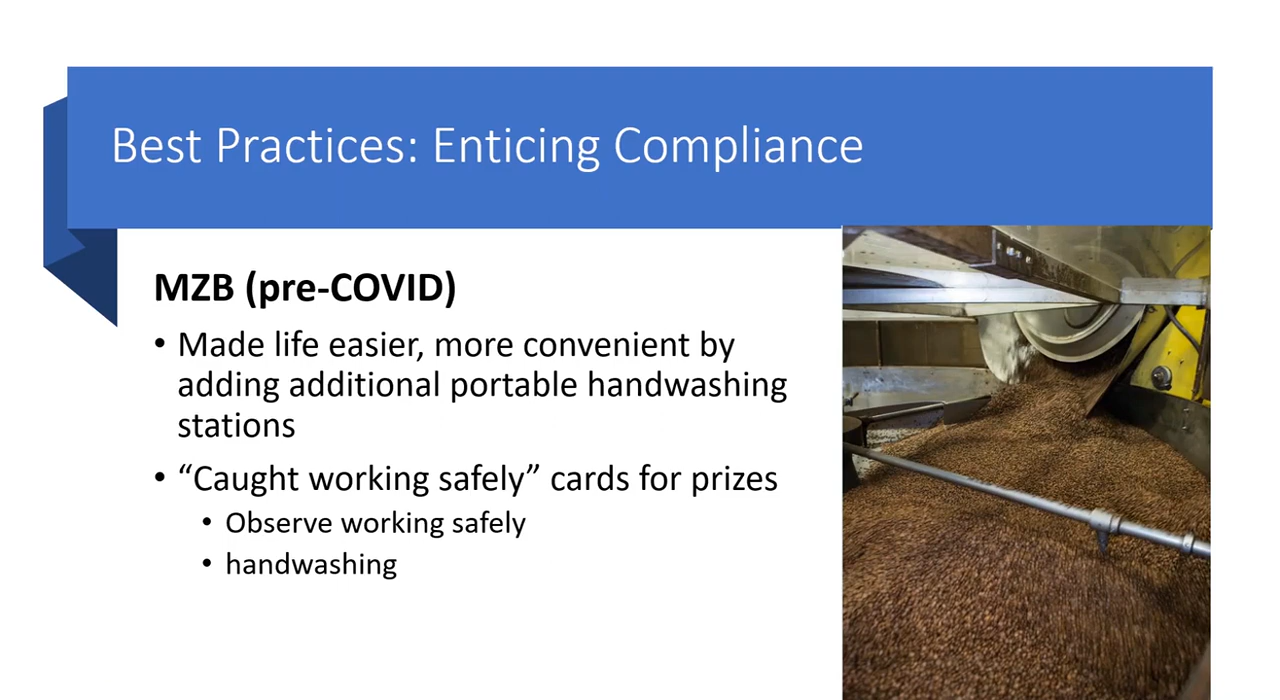 Best Practices: Enticing Compliance
MZB (pre-COVID)
• Made life easier, more convenient by
adding additional portable handwashing
stations
• “Caught working safely” cards for prizes
• Observe working safely
• handwashing